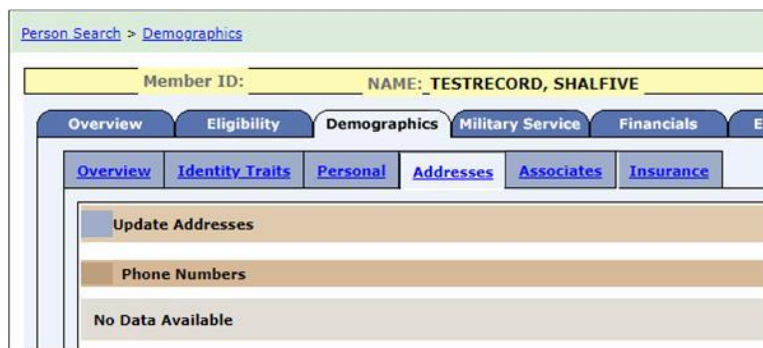 Person Search > Demographics
Member ID: NAME: TESTRECORD, SHALFIVE
Overview Eligibility Demographics Military Service Financials E
Overview Identity Traits Personal Addresses Associates Insurance
Update Addresses
Phone Numbers
No Data Available